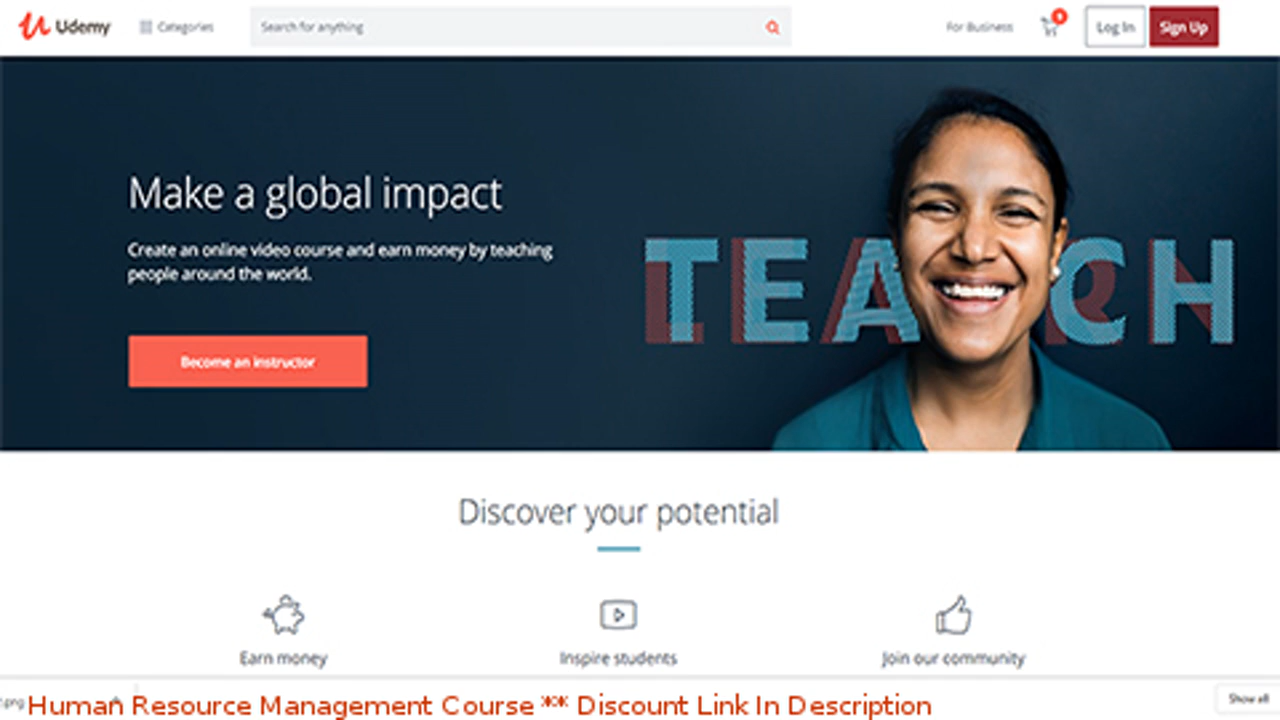 Udemy
Categories
Search for anything
For Business
Log In
Sign Up
Make a global impact
Create an online video course and earn money by teaching
people around the world.
Become an instructor
TEACH
Discover your potential
Earn money
Inspire students
Join our community
.png
Show all
Human Resource Management Course ** Discount Link In Description